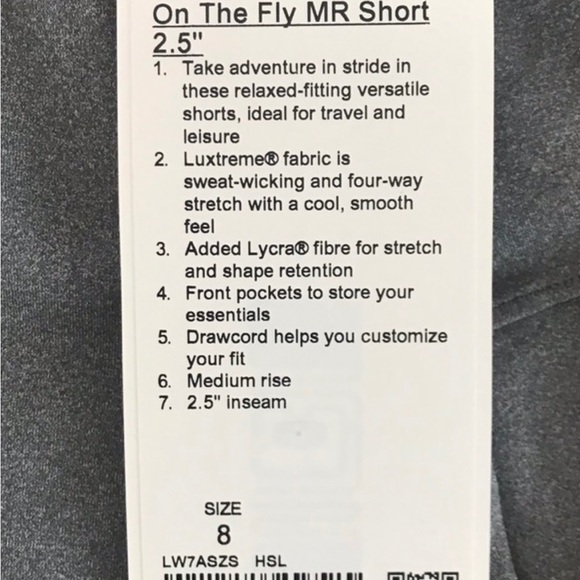 On The Fly MR Short
2.5"
1. Take adventure in stride in
these relaxed-fitting versatile
shorts, ideal for travel and
leisure
2. Luxtreme® fabric is
sweat-wicking and four-way
stretch with a cool, smooth
feel
3. Added Lycra® fibre for stretch
and shape retention
4. Front pockets to store your
essentials
5. Drawcord helps you customize
your fit
6. Medium rise
7. 2.5" inseam
SIZE
8
LW7ASZS HSL